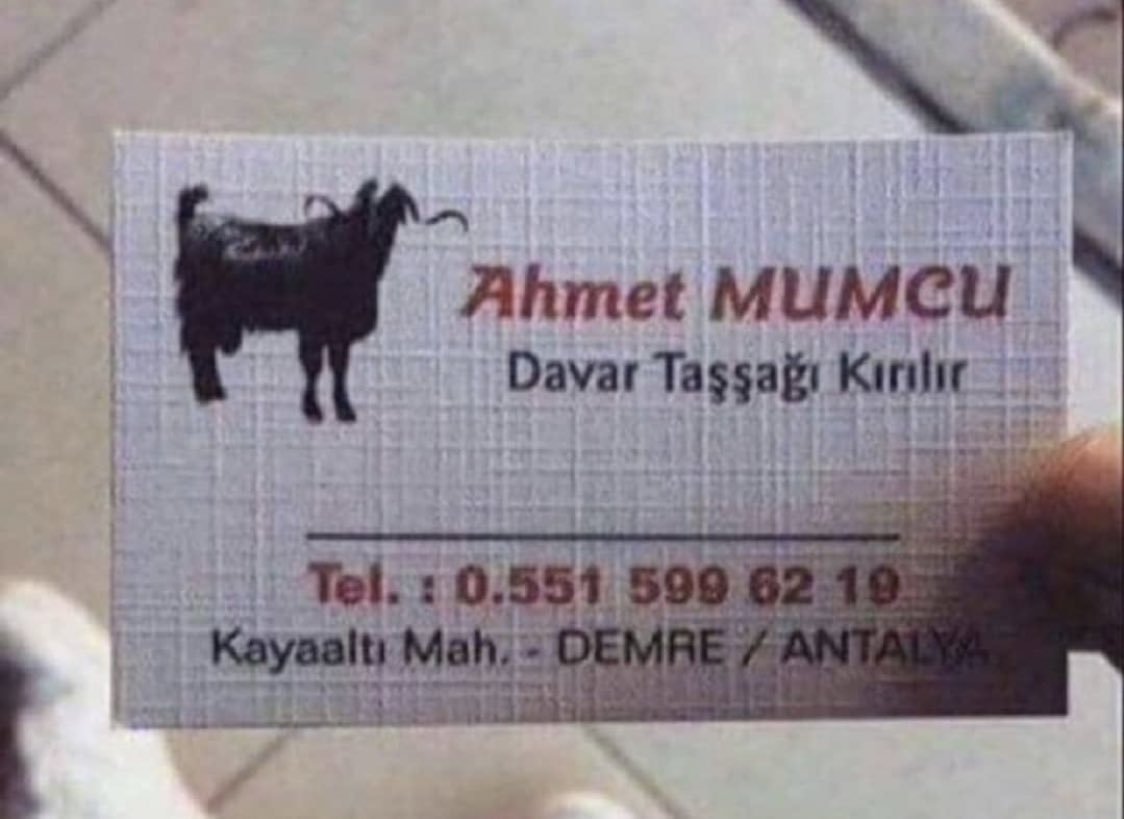 Ahmet MUMCU
Davar Taşşağı Kırılır
Tel. : 0.551 599 62 19
Kayaaltı Mah. - DEMRE / ANTALYA